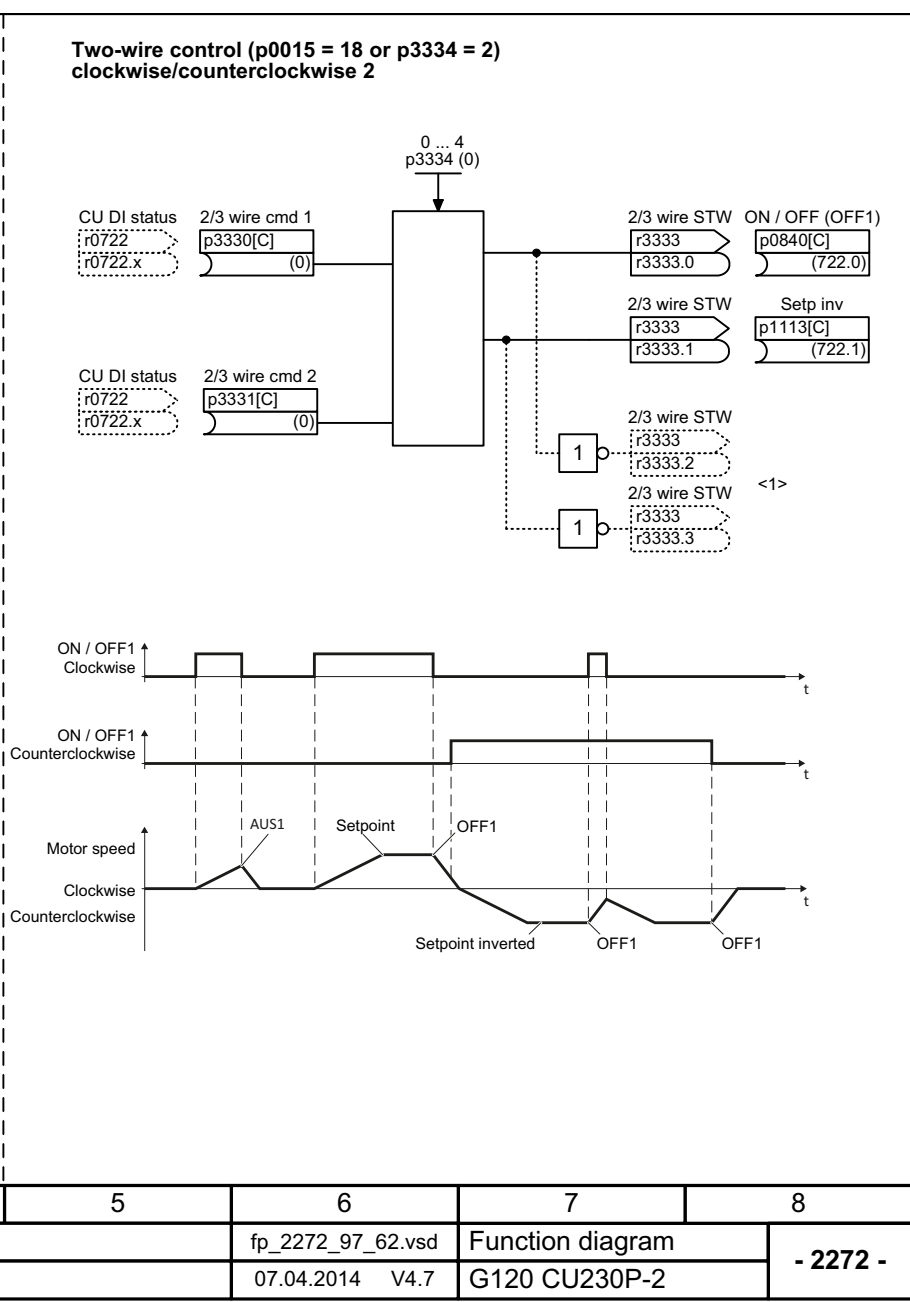 Two-wire control (p0015 = 18 or p3334 = 2)
clockwise/counterclockwise 2
0 ... 4
p3334 (0)
CU DI status
r0722
r0722.x
2/3 wire cmd 1
p3330[C]
(0)
2/3 wire STW
r3333
r3333.0
ON / OFF (OFF1)
p0840[C]
(722.0)
2/3 wire STW
r3333
r3333.1
Setp inv
p1113[C]
(722.1)
CU DI status
r0722
r0722.x
2/3 wire cmd 2
p3331[C]
(0)
1
2/3 wire STW
r3333
r3333.2
<1>
1
2/3 wire STW
r3333
r3333.3
ON / OFF1
Clockwise
t
ON / OFF1
Counterclockwise
t
Motor speed
Clockwise
Counterclockwise
AUS1
Setpoint
OFF1
t
Setpoint inverted
OFF1
OFF1
5 6 7 8
fp_2272_97_62.vsd Function diagram
- 2272 -
07.04.2014 V4.7 G120 CU230P-2